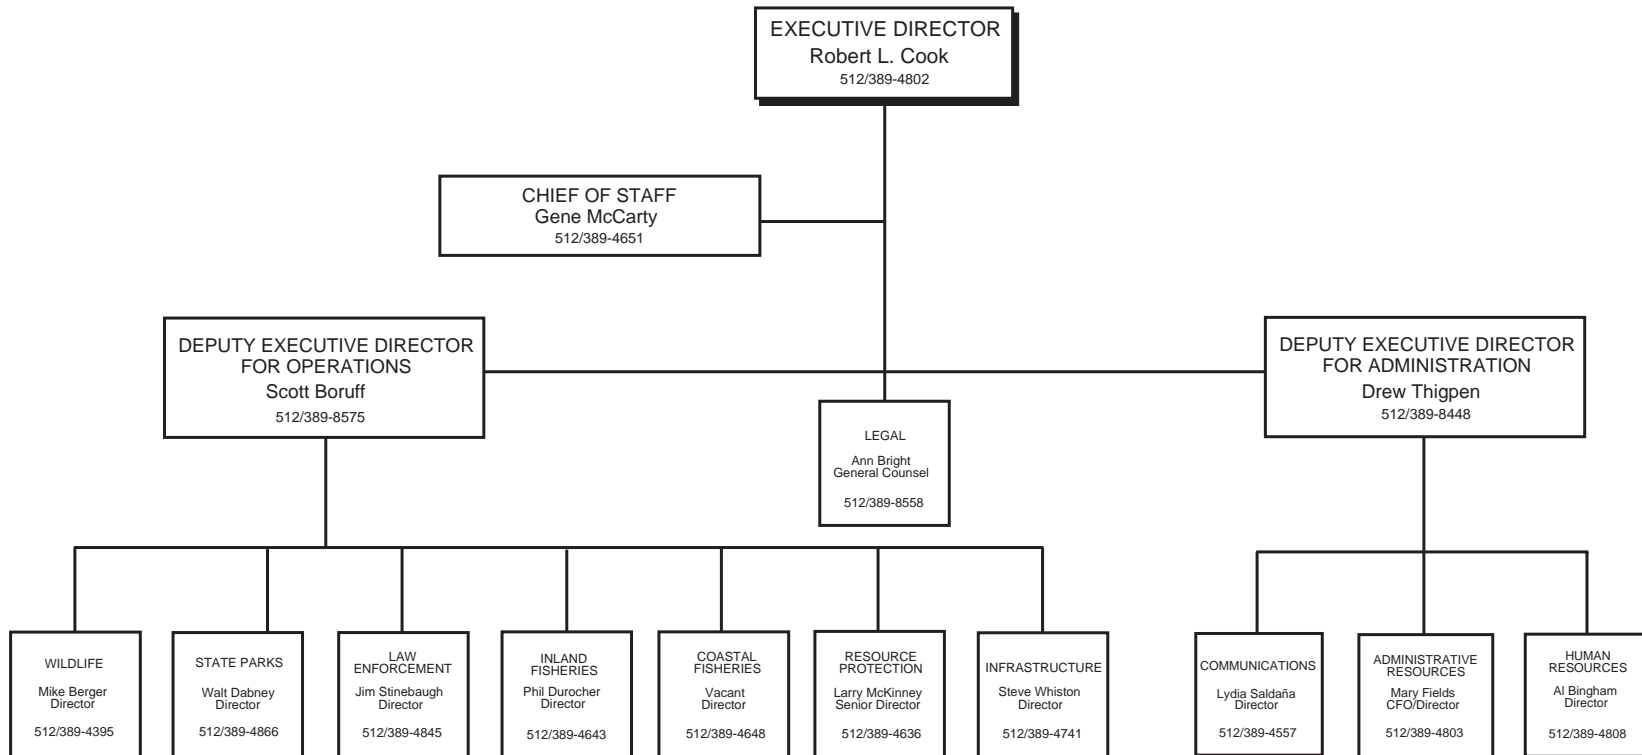 EXECUTIVE DIRECTOR
Robert L. Cook
512/389-4802
CHIEF OF STAFF
Gene McCarty
512/389-4651
DEPUTY EXECUTIVE DIRECTOR
FOR OPERATIONS
Scott Boruff
512/389-8575
DEPUTY EXECUTIVE DIRECTOR
FOR ADMINISTRATION
Drew Thigpen
512/389-8448
LEGAL
Ann Bright
General Counsel
512/389-8558
WILDLIFE
Mike Berger
Director
512/389-4395
STATE PARKS
Walt Dabney
Director
512/389-4866
LAW
ENFORCEMENT
Jim Stinebaugh
Director
512/389-4845
INLAND
FISHERIES
Phil Durocher
Director
512/389-4643
COASTAL
FISHERIES
Vacant
Director
512/389-4648
RESOURCE
PROTECTION
Larry McKinney
Senior Director
512/389-4636
INFRASTRUCTURE
Steve Whiston
Director
512/389-4741
COMMUNICATIONS
Lydia Saldaña
Director
512/389-4557
ADMINISTRATIVE
RESOURCES
Mary Fields
CFO/Director
512/389-4803
HUMAN
RESOURCES
Al Bingham
Director
512/389-4808